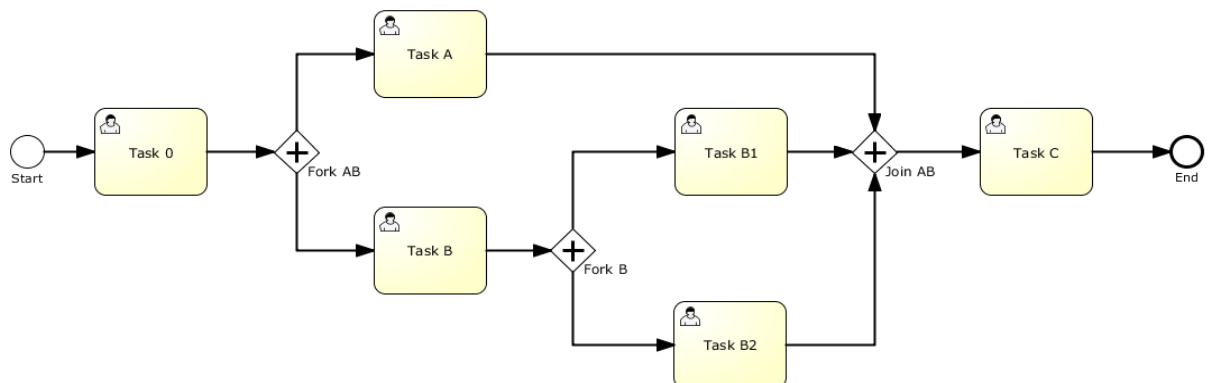 Task A
Task 0
Task B1
Task C
Start
Fork AB
Join AB
End
Task B
Fork B
Task B2